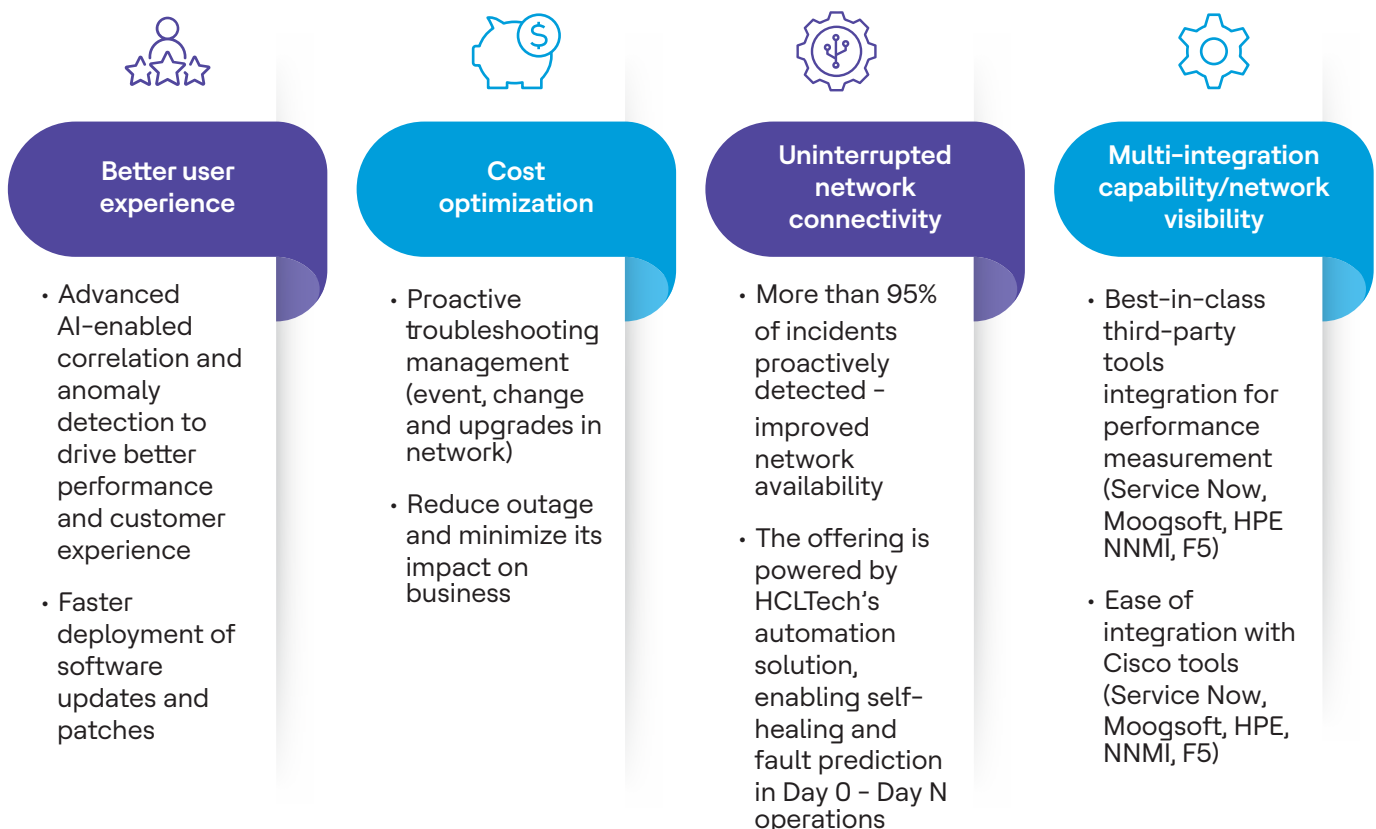 Better user
experience
• Advanced
AI-enabled
correlation and
anomaly
detection to
drive better
performance
and customer
experience
• Faster
deployment of
software
updates and
patches
Cost
optimization
• Proactive
troubleshooting
management
(event, change
and upgrades in
network)
• Reduce outage
and minimize its
impact on
business
Uninterrupted
network
connectivity
• More than 95%
of incidents
proactively
detected -
improved
network
availability
• The offering is
powered by
HCLTech's
automation
solution,
enabling self-
healing and
fault prediction
in Day 0 - Day N
operations
Multi-integration
capability/network
visibility
• Best-in-class
third-party
tools
integration for
performance
measurement
(Service Now,
Moogsoft, HPE
NNMI, F5)
• Ease of
integration with
Cisco tools
(Service Now,
Moogsoft, HPE,
NNMI, F5)